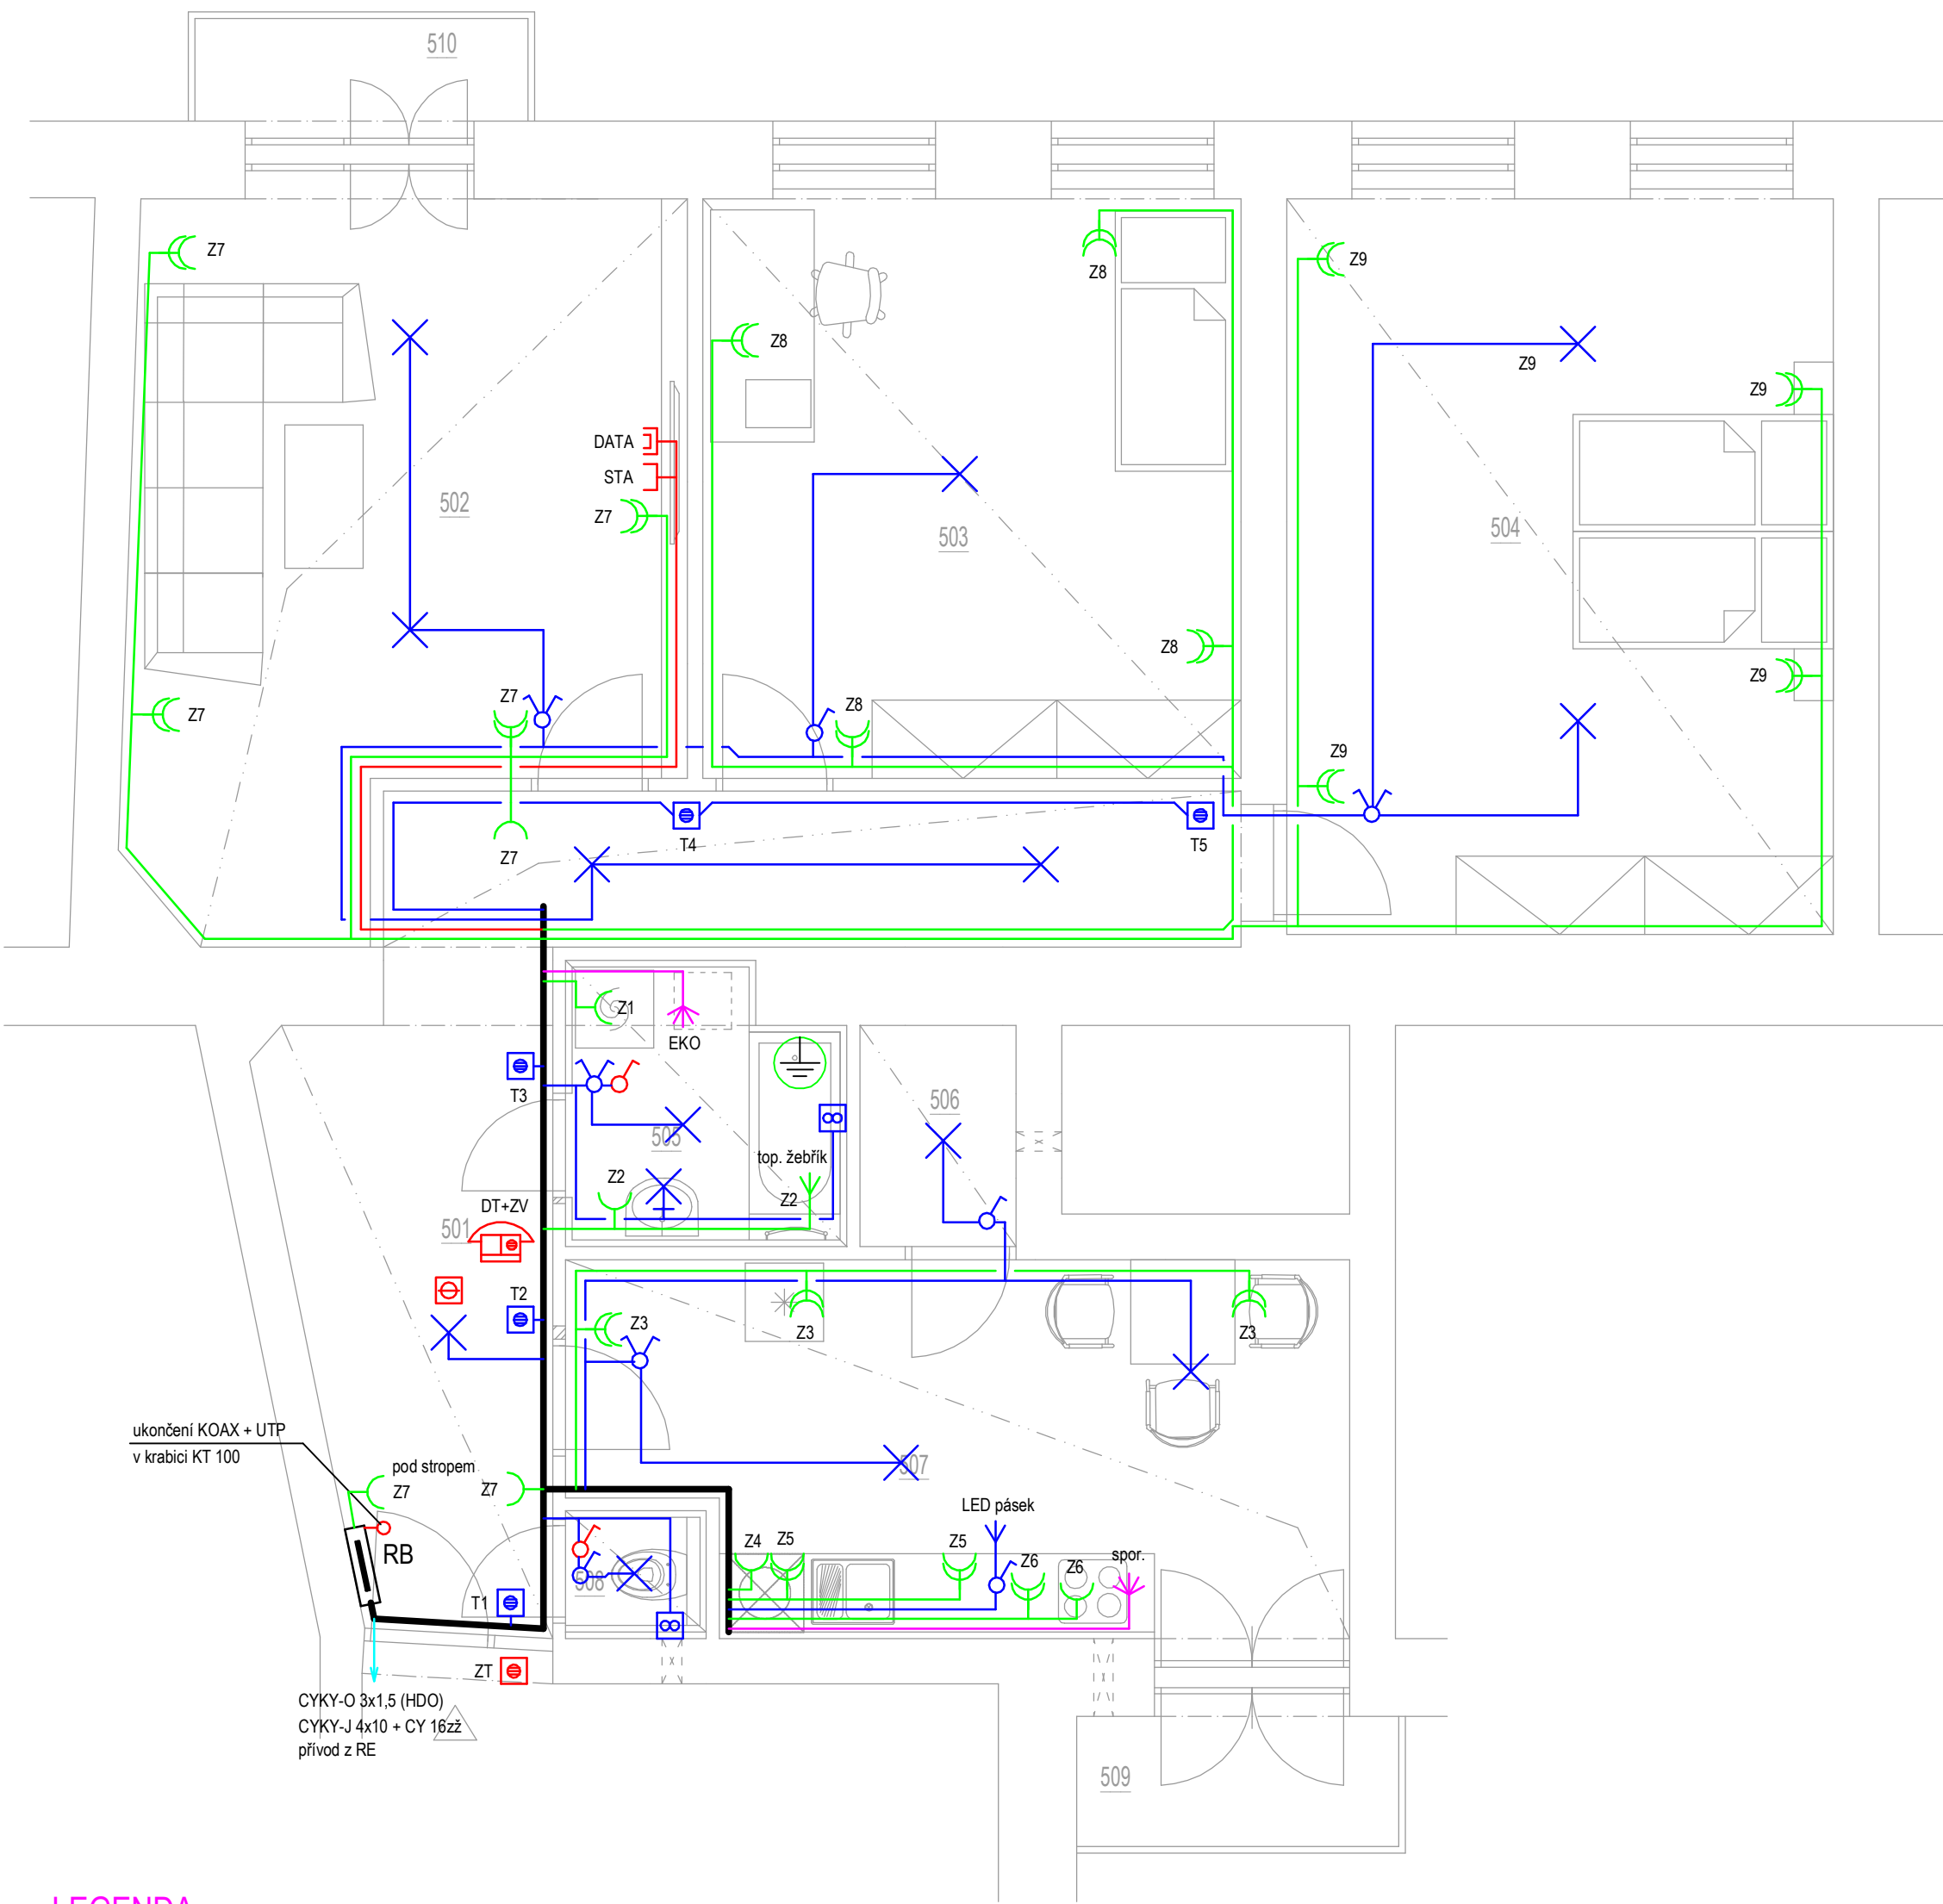 510
Z7
Z8
Z9
Z8
Z9
Z9
DATA
STA
502
Z7
503
504
Z8
Z9
Z7
Z7
Z8
Z9
Z7
T4
T5
Z1
EKO
T3
506
505
top. žebřík
Z2
Z2
DT+ZV
501
T2
Z3
Z3
Z3
ukončení KOAX + UTP
v krabici KT 100
pod stropem
Z7
Z7
507
LED pásek
RB
Z4
Z5
Z5
Z6
Z6
spor.
508
T1
ZT
CYKY-O 3x1,5 (HDO)
CYKY-J 4x10 + CY 16zž
přívod z RE
509
LEGENDA